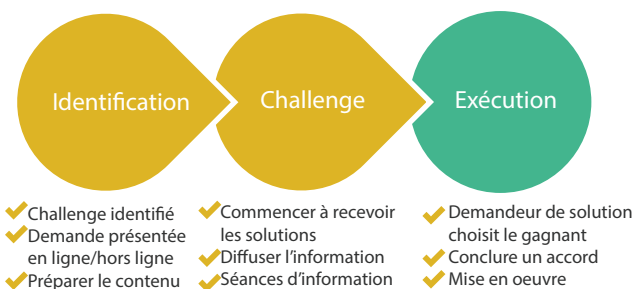 Identification
Challenge
Exécution
Challenge identifié
Demande présentée
en ligne/hors ligne
Préparer le contenu
Commencer à recevoir
les solutions
Diffuser l'information
Séances d'information
Demandeur de solution
choisit le gagnant
Conclure un accord
Mise en oeuvre